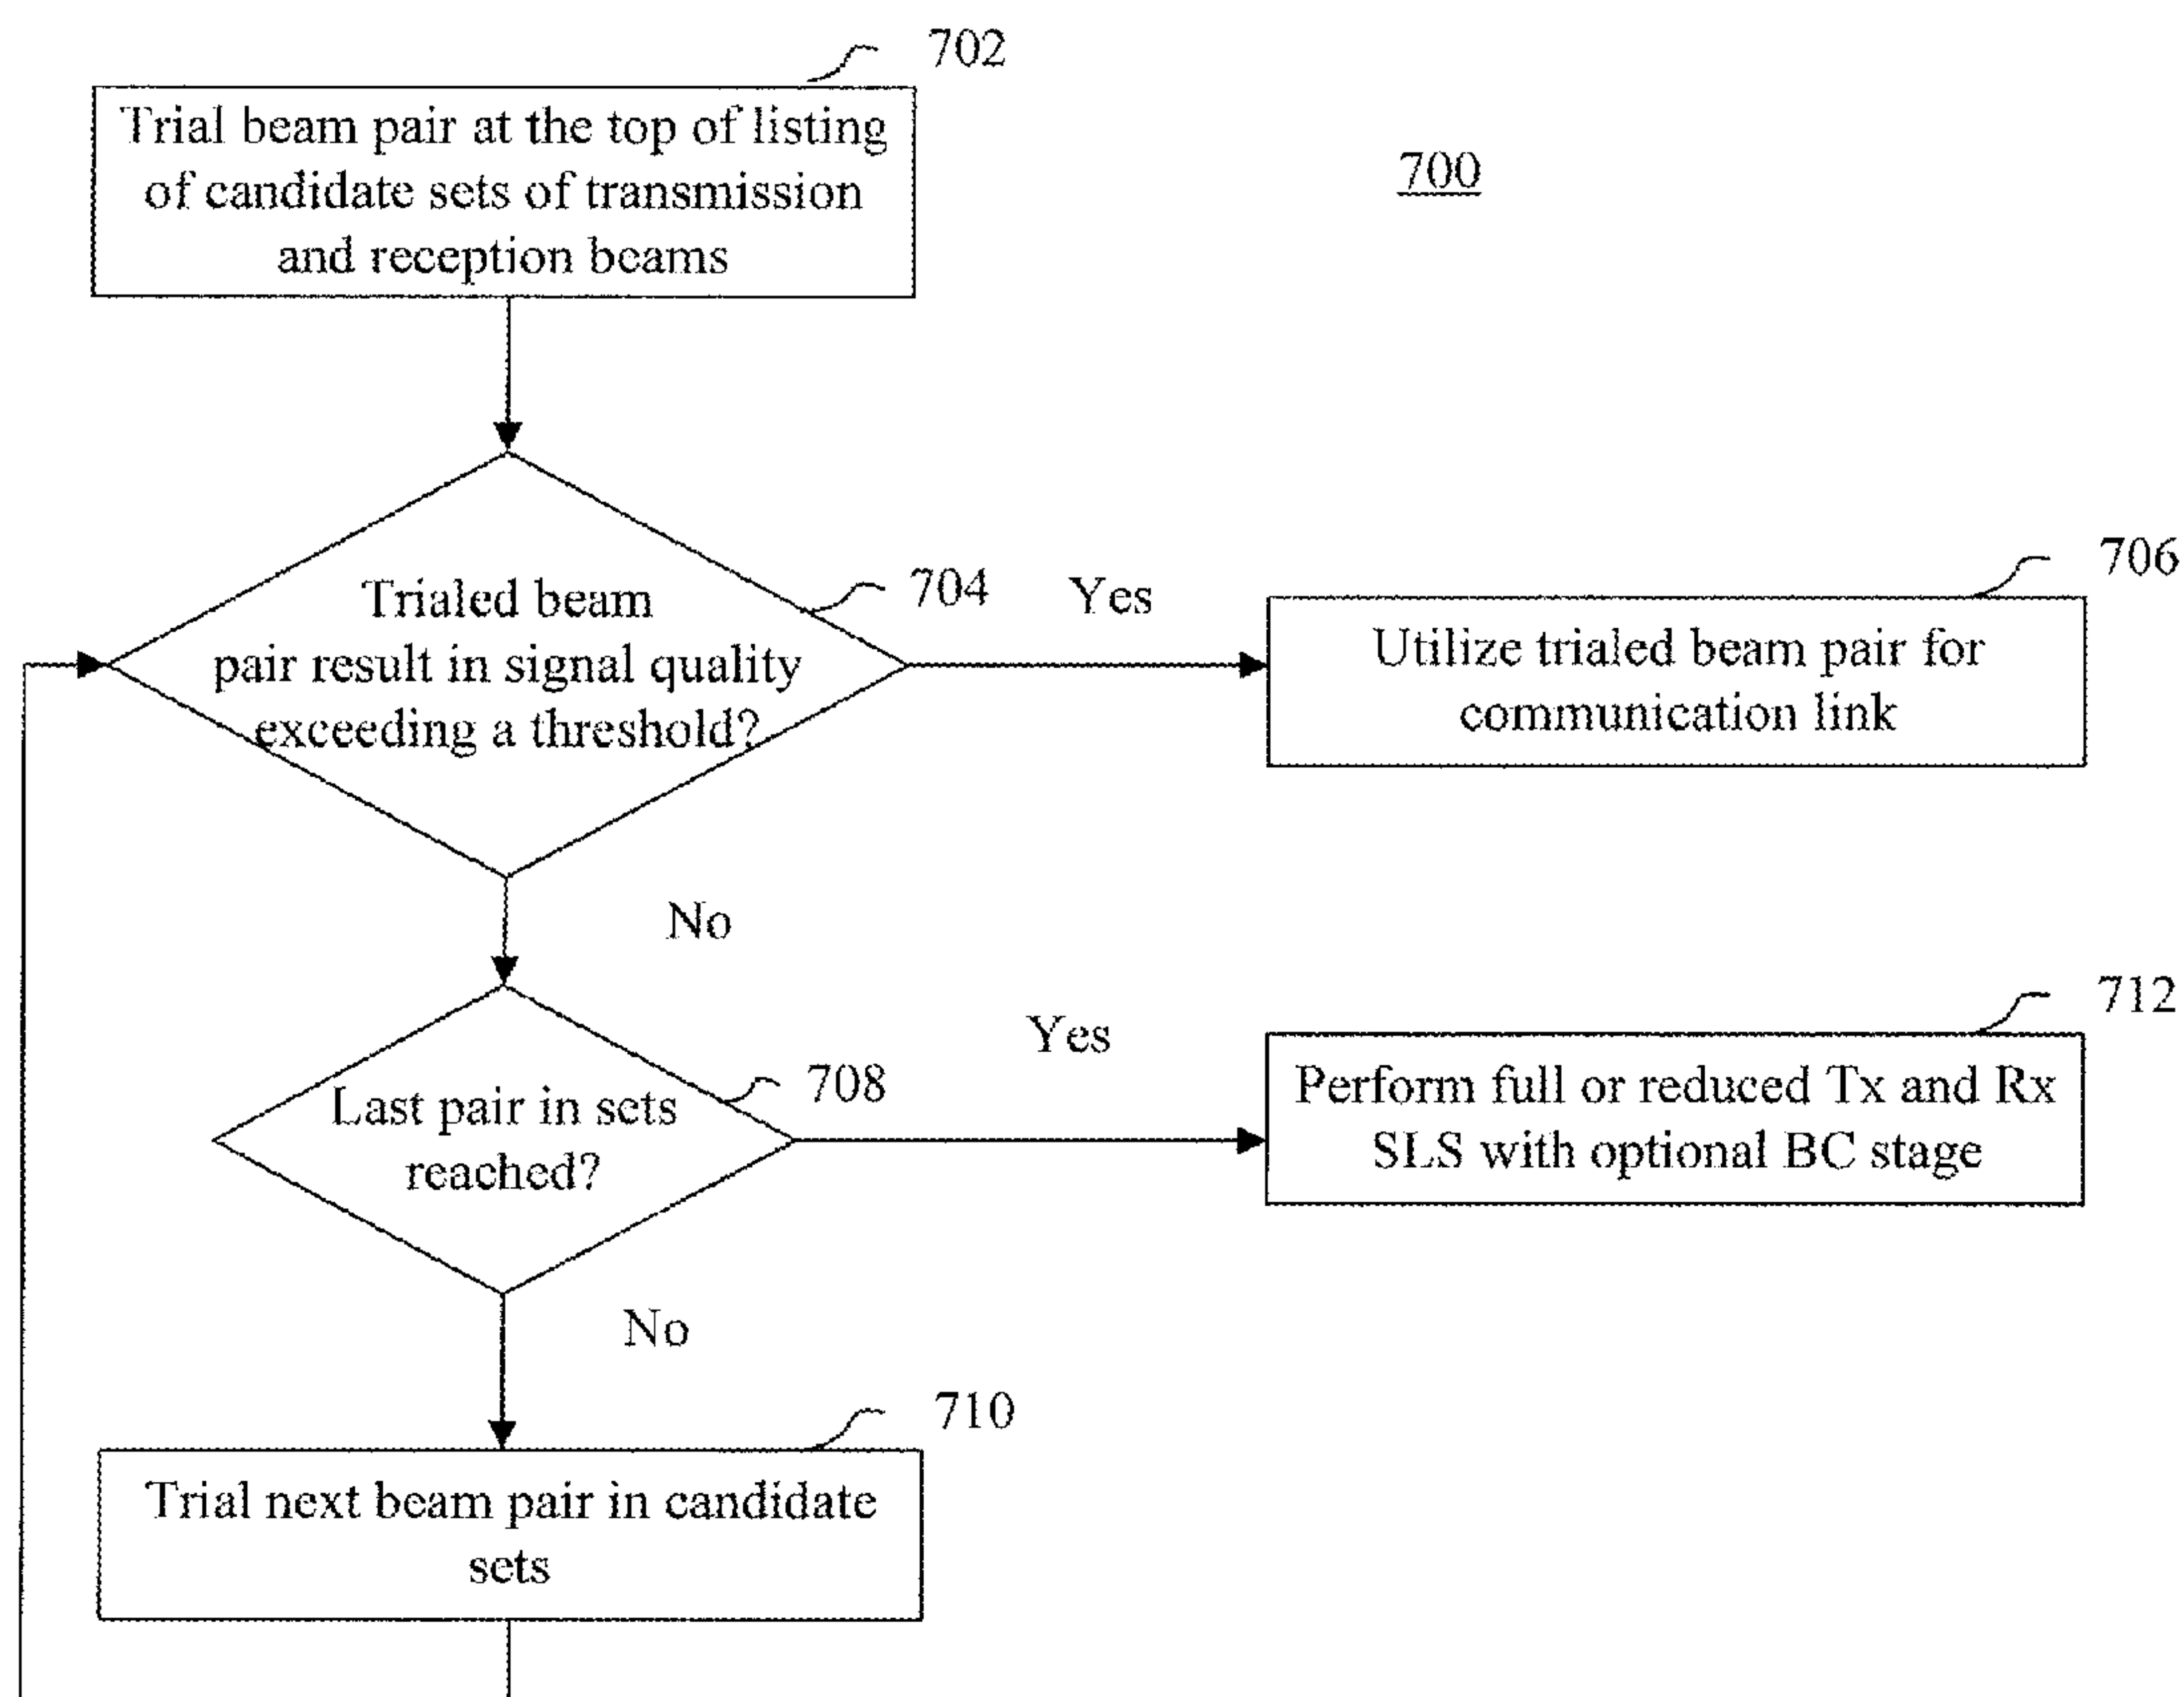 702
Trial beam pair at the top of listing
of candidate sets of transmission
and reception beams
700
Trialed beam
pair result in signal quality
exceeding a threshold?
704
Yes
706
Utilize trialed beam pair for
communication link
No
Last pair in sets
reached?
708
Yes
712
Perform full or reduced Tx and Rx
SLS with optional BC stage
No
710
Trial next beam pair in candidate
sets